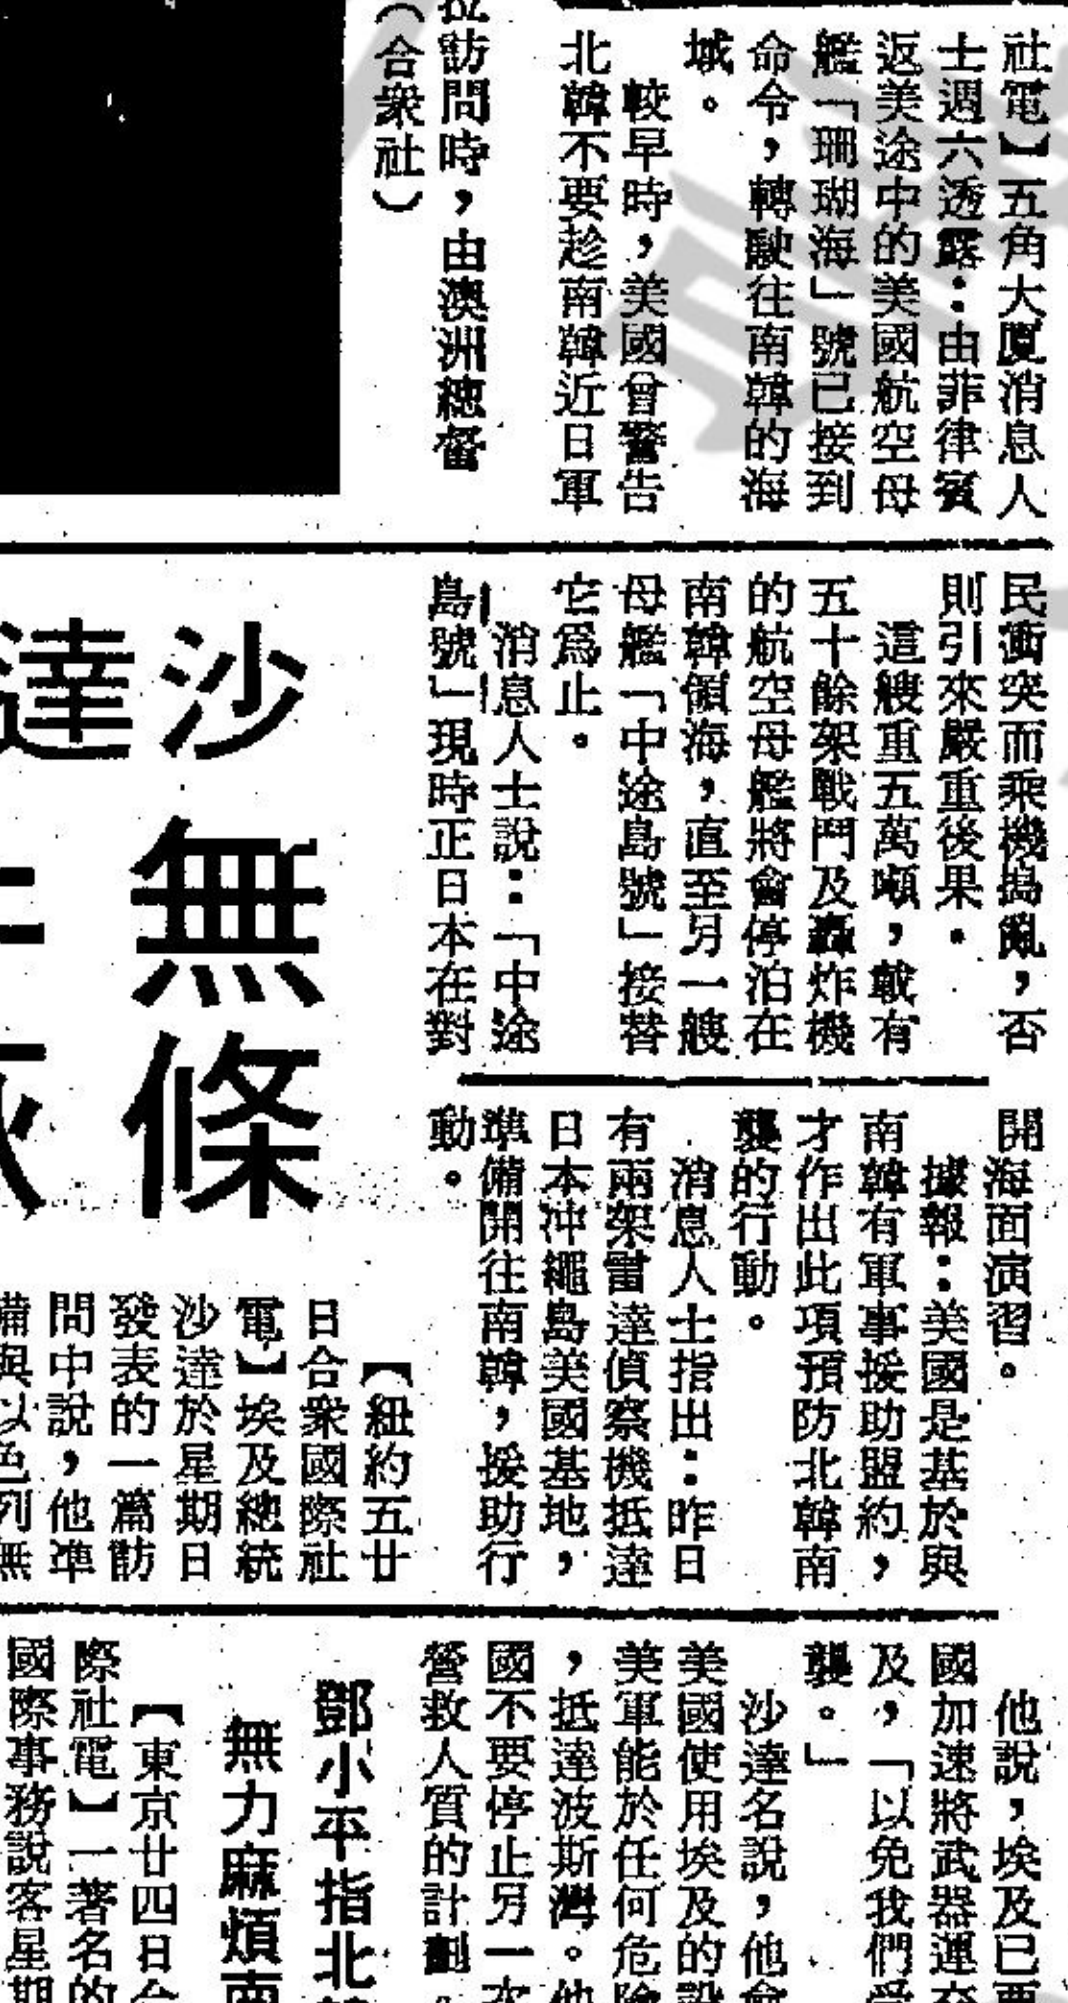 社電】五角大厦消息人
士週六透露：由菲律賓
返美途中的美國航空母
艦「珊瑚海」號已接到
命令，轉駛往南韓的海
域。
較早時，美國曾警告
北韓不要趁南韓近日軍
民衝突而乘機搗亂，否
則引來嚴重後果。
這艘重五萬噸，載有
五十餘架戰鬥及轟炸機
的航空母艦將會停泊在
南韓領海，直至另一艘
母艦「中途島號」接替
它爲止。
消息人士說：「中途
島號」現時正日本在對
開海面演習。
據報：美國是基於與
南韓有軍事援助盟約，
才作出此項預防北韓南
襲的行動。
消息人士指出：昨日
有兩架雷達偵察機抵達
日本沖繩島美國基地，
準備開往南韓，援助行
動。
訪問時，由澳洲總督
（合衆社）
沙 無 條
達
【紐約五廿
日合衆國際社
電】埃及總統
沙達於星期日
發表的一篇訪
問中說，他準
備與以色列無
他說，埃及已要
國加速將武器運
及，「以免我們受
襲。」
沙達名說，他
美國使用埃及的設
美軍能於任何危險
，抵達波斯灣。他
國不要停止另一次
營救人質的計劃
鄧小平指北韓
無力麻煩南
【東京廿四日合
際社電】一著名的
國際事務說客星期